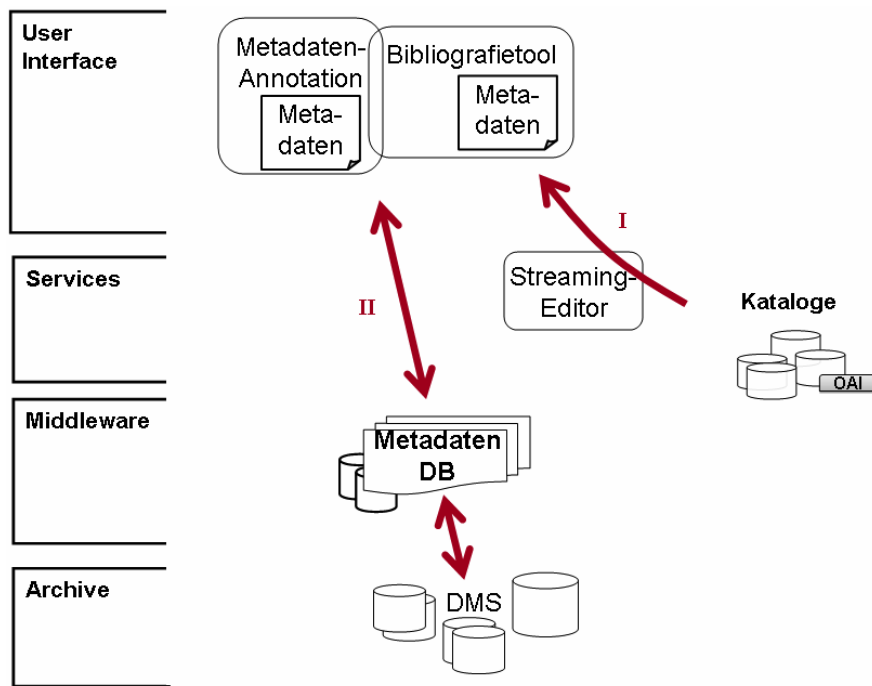 User
Interface
Metadaten-
Annotation
Meta-
daten
Bibliografietool
Meta-
daten
I
Services
Streaming-
Editor
II
Kataloge
OAI
Middleware
Metadaten
DB
Archive
DMS